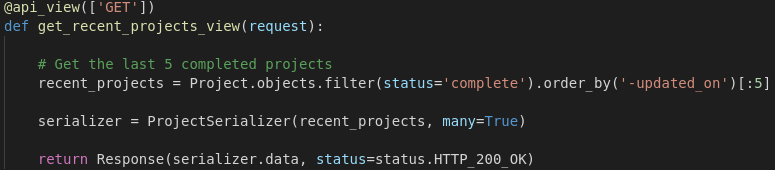 @api_view(['GET'])
def get_recent_projects_view(request):
# Get the last 5 completed projects
recent_projects = Project.objects.filter(status='complete').order_by('-updated_on')[:5]
serializer = ProjectSerializer(recent_projects, many=True)
return Response(serializer.data, status=status.HTTP_200_OK)